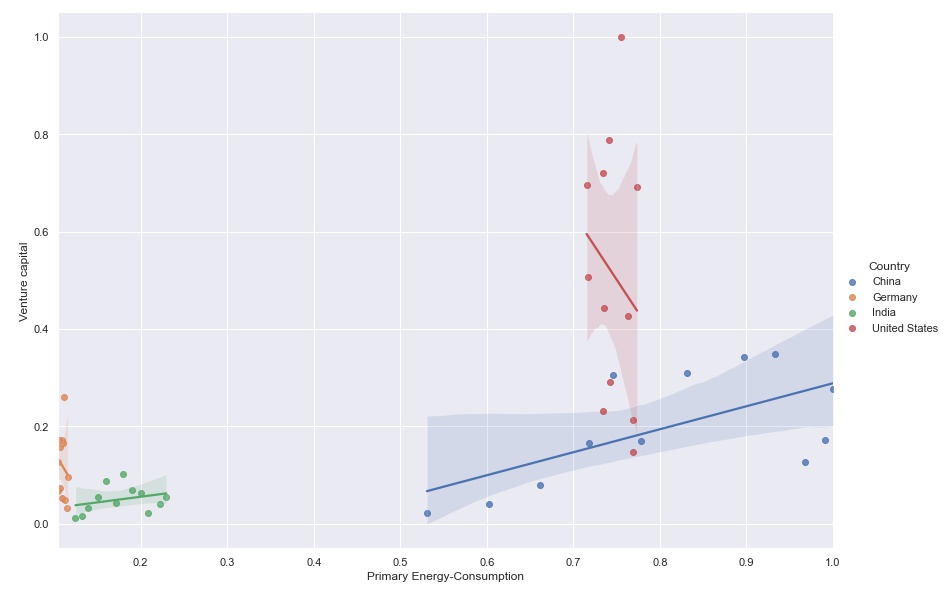 1.0
0.8
0.6
0.4
0.2
0.0
Venture capital
0.2
0.3
0.4
0.5
0.6
0.7
0.8
0.9
1.0
Primary Energy-Consumption
Country
China
Germany
India
United States